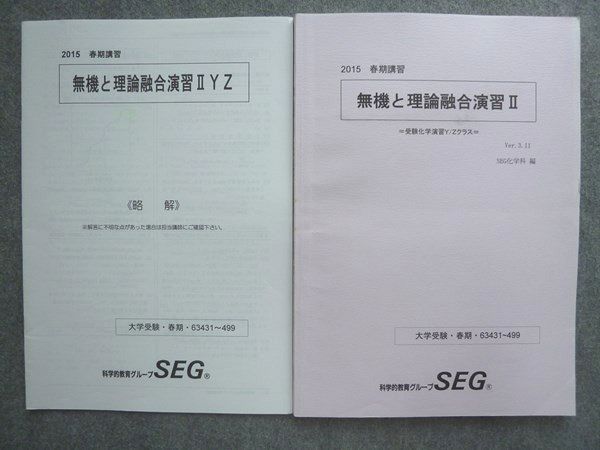 2015 春期講習
無機と理論融合演習ⅡYZ
《略 解》
※解答に不明な点があった場合は担当講師にご確認下さい。
大学受験・春期・63431~499
科学的教育グループSEG®
2015 春期講習
無機と理論融合演習Ⅱ
=受験化学演習Y/Zクラス=
Ver.3.11
SEG化学科 編
大学受験・春期・63431~499
科学的教育グループSEG®